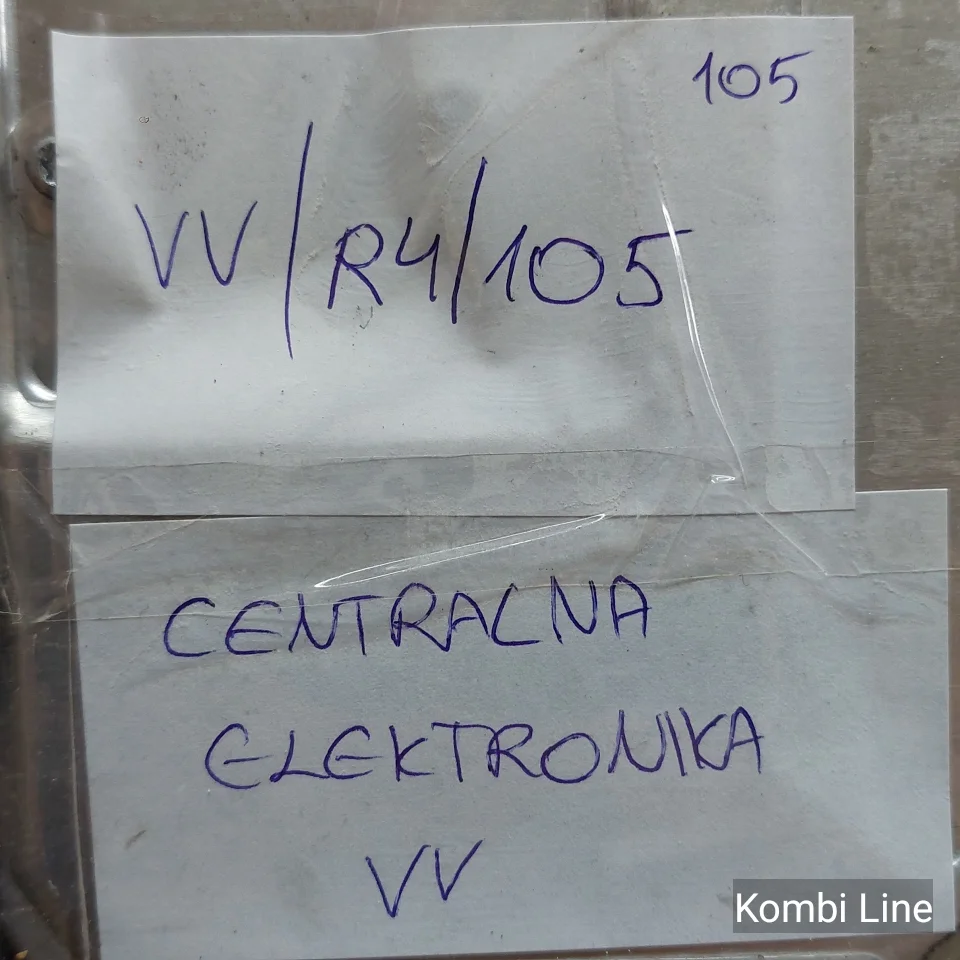 105
VV/R4/105
CENTRALNA
ELEKTRONIKA
VV
Kombi Line